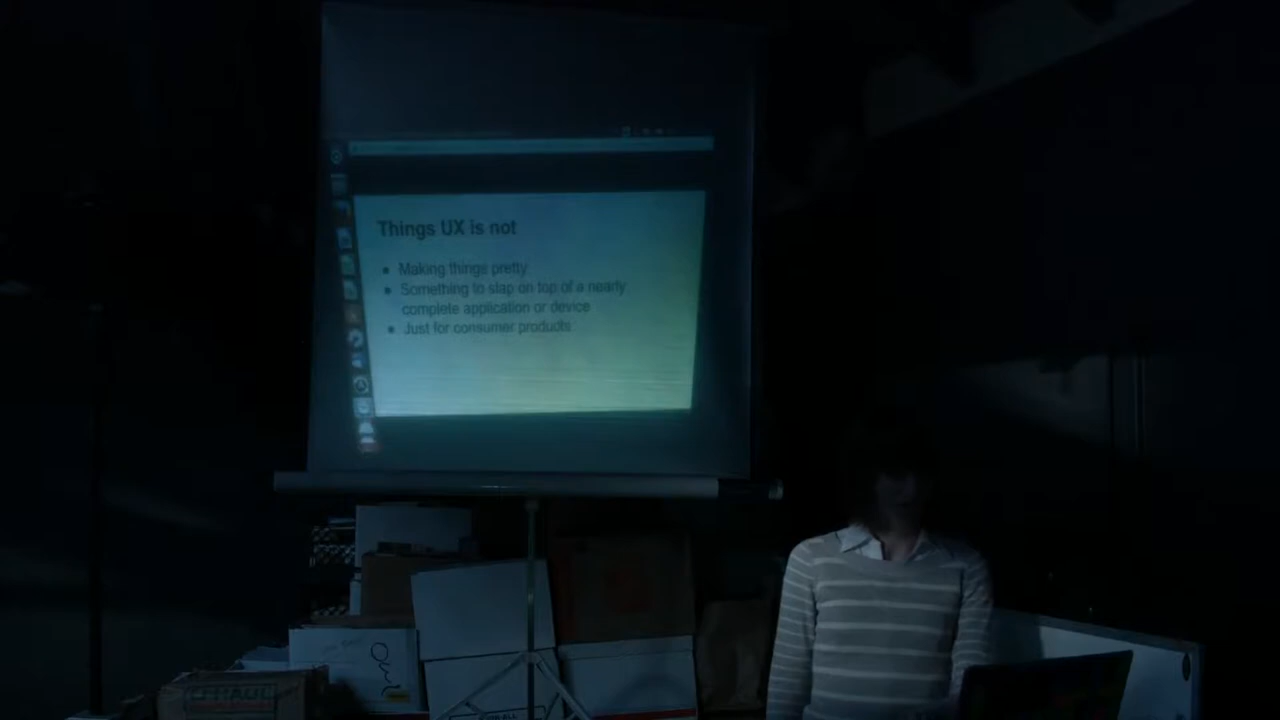 Things UX is not
Making things pretty
Something to slap on top of a nearly
complete application or device
Just for consumer products
U-HAUL